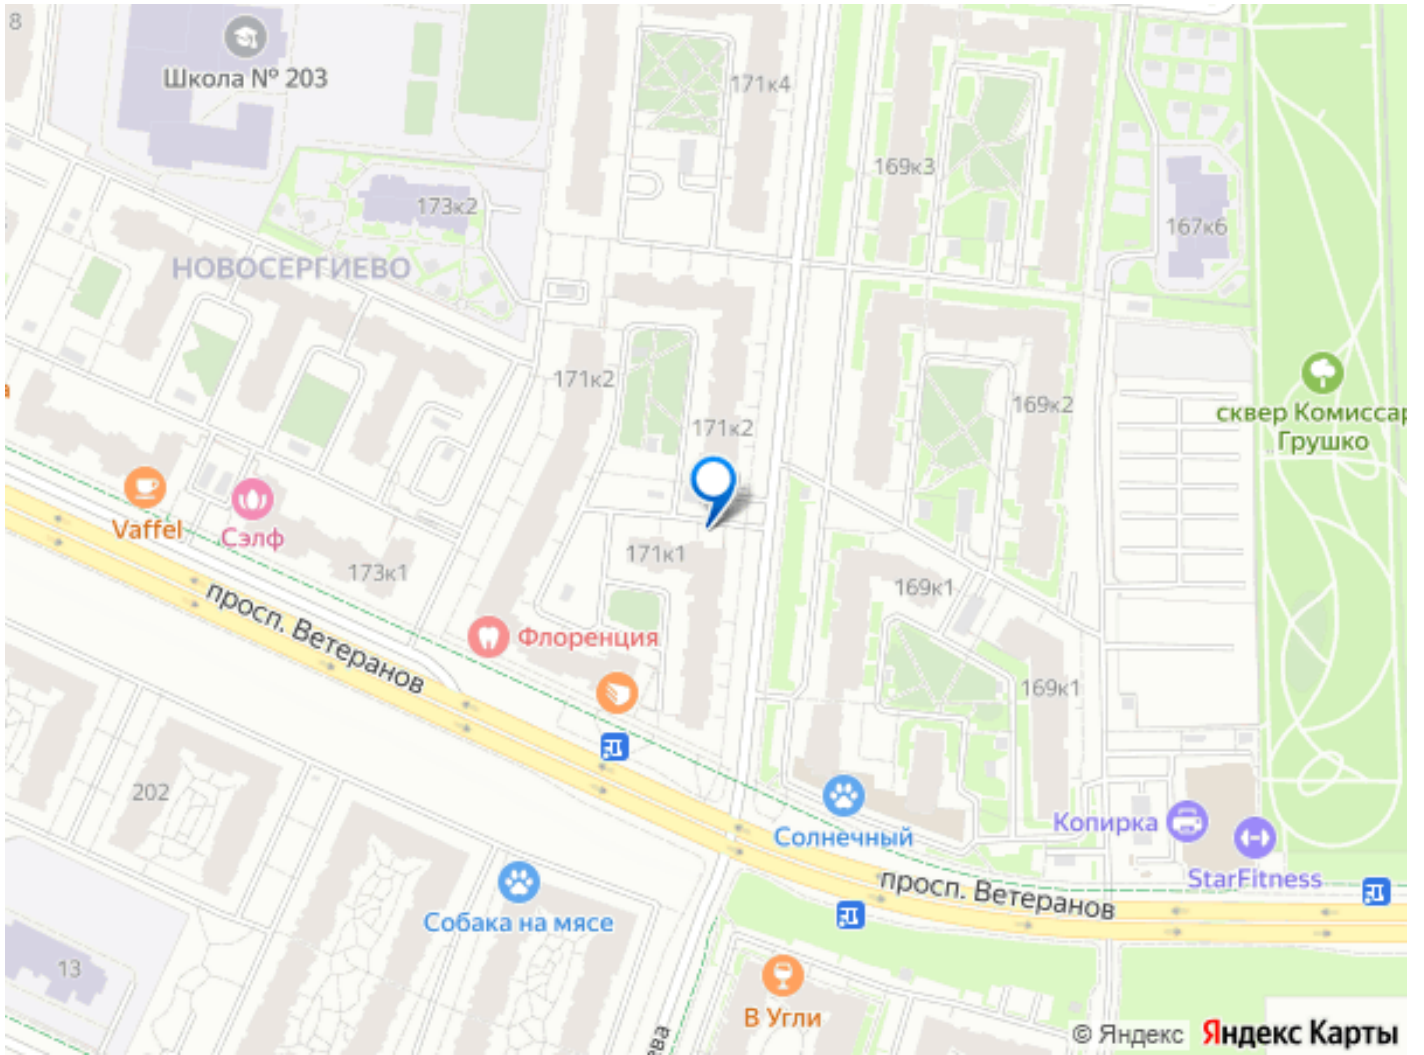 8
Школа № 203
171к4
169к3
173к2
167к6
НОВОСЕРГИЕВО
171к2
169к2
сквер Комиссар
Грушко
171к2
а
Vaffel
Сэлф
171к1
173к1
169к1
просп. Ветеранов
Флоренция
169к1
202
Копирка
Солнечный
StarFitness
просп. Ветеранов
Собака на мясе
13
В Угли
ева
© Яндекс Яндекс Карты